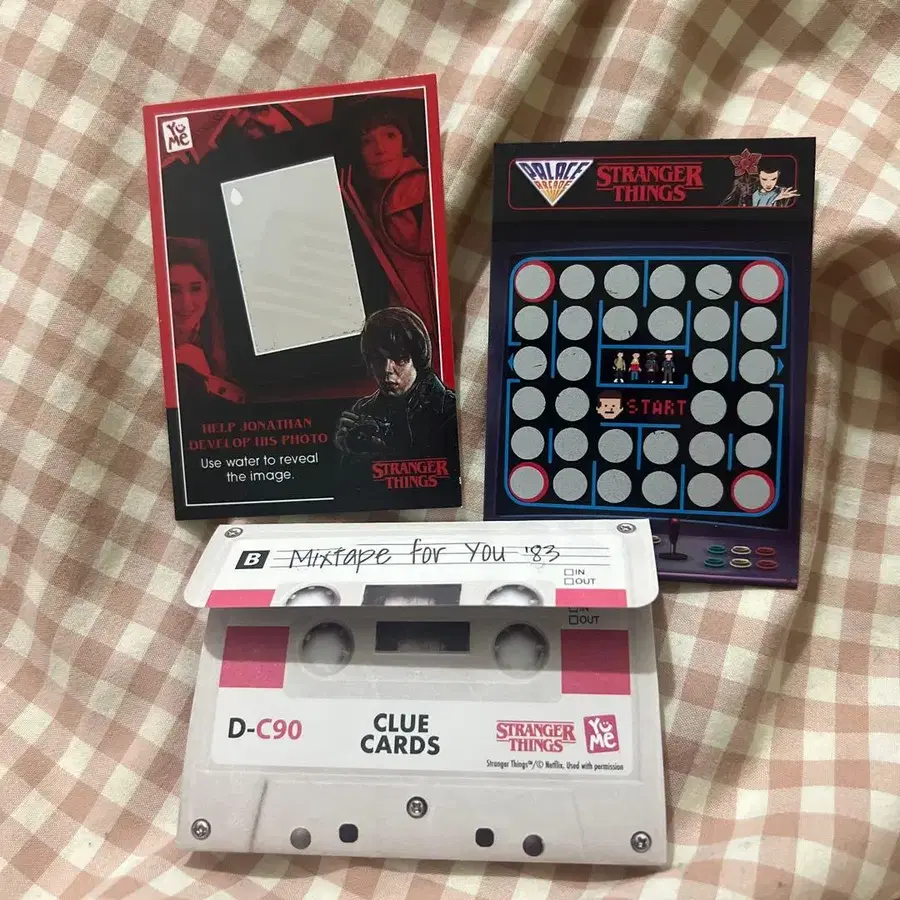 YU
ME
HELP JONATHAN
DEVELOP HIS PHOTO
Use water to reveal
the image.
STRANGER
THINGS
PALACE
ARCADE
STRANGER
THINGS
START
B Mixtape for You '83
IN
OUT
IN
OUT
D-C90
CLUE
CARDS
STRANGER
THINGS
YU
ME
Stranger Things™/© Netflix. Used with permission